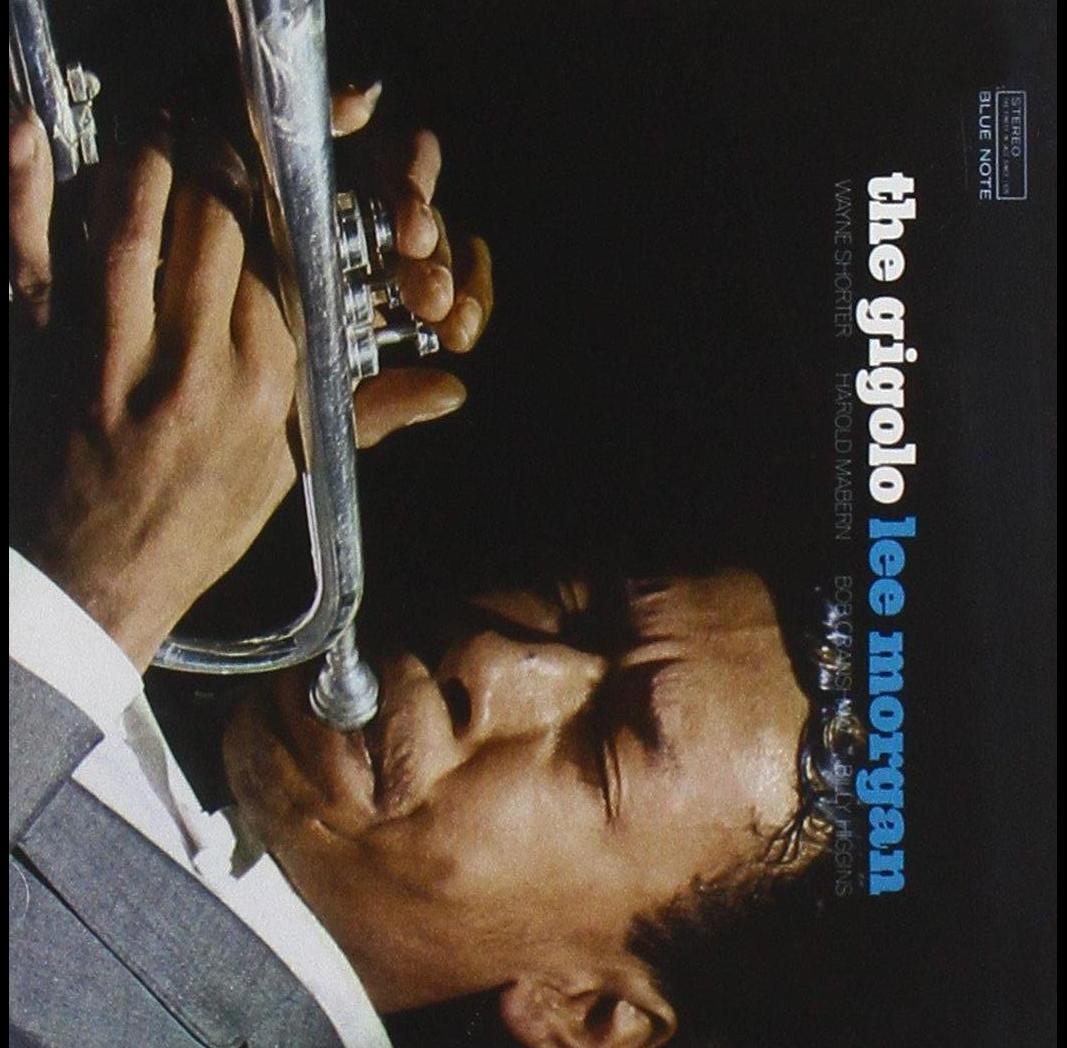 STEREO
BLUE NOTE
the gigolo lee morgan
WAYNE SHORTER HAROLD MABERN BOB CRANSHAW BILLY HIGGINS